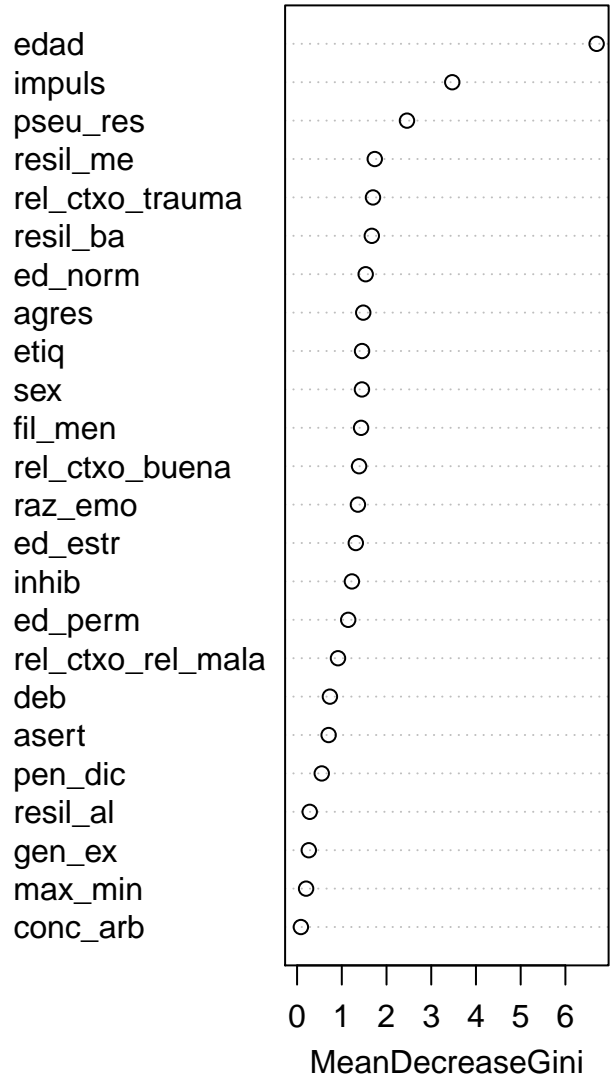 edad
impuls
pseu_res
resil_me
rel_ctxo_trauma
resil_ba
ed_norm
agres
etiq
sex
fil_men
rel_ctxo_buena
raz_emo
ed_estr
inhib
ed_perm
rel_ctxo_rel_mala
deb
asert
pen_dic
resil_al
gen_ex
max_min
conc_arb
0 1 2 3 4 5 6
MeanDecreaseGini